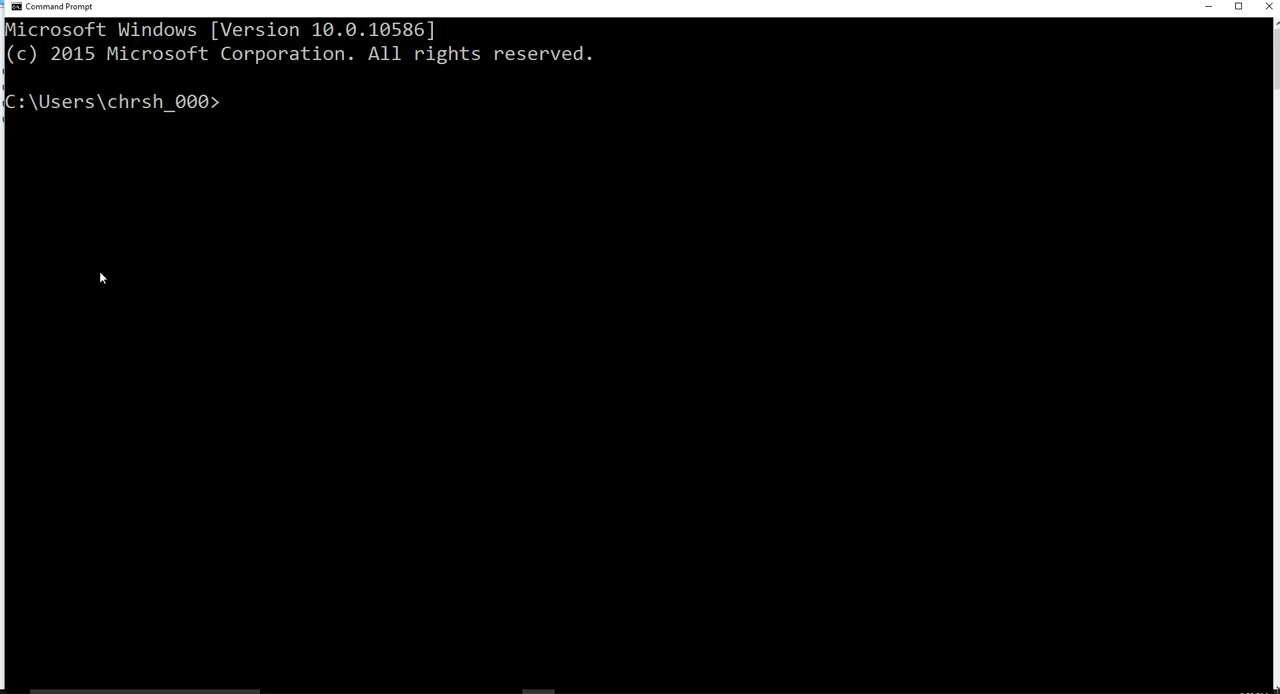 Command Prompt
Microsoft Windows [Version 10.0.10586]
(c) 2015 Microsoft Corporation. All rights reserved.
C:\Users\chrsh_000>